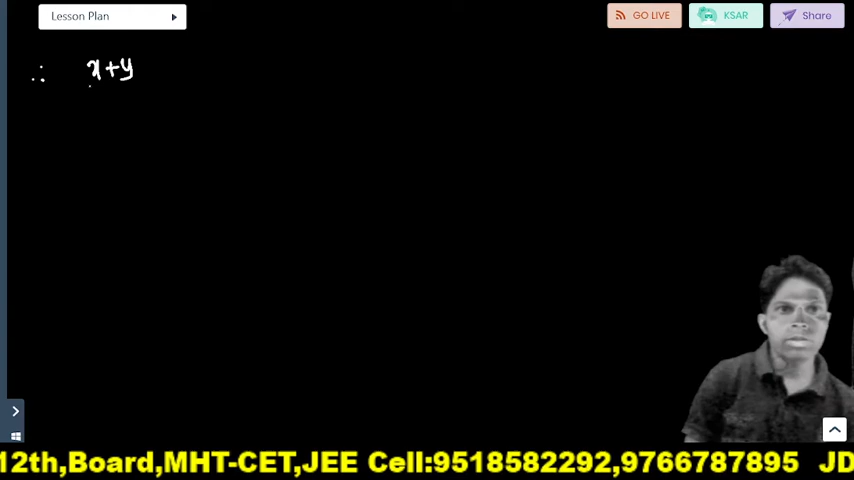 Lesson Plan
GO LIVE
KSAR
Share
∴ x+y
12th,Board,MHT-CET,JEE Cell:9518582292,9766787895 JD